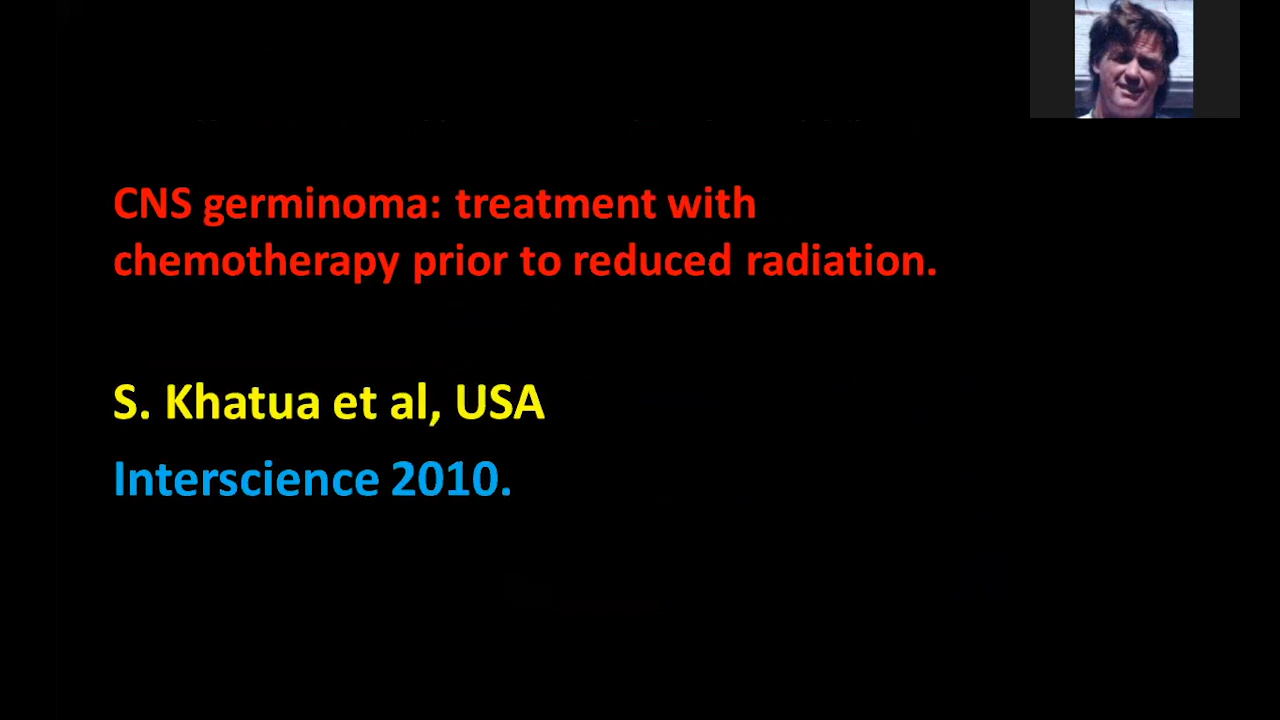 CNS germinoma: treatment with
chemotherapy prior to reduced radiation.
S. Khatua et al, USA
Interscience 2010.